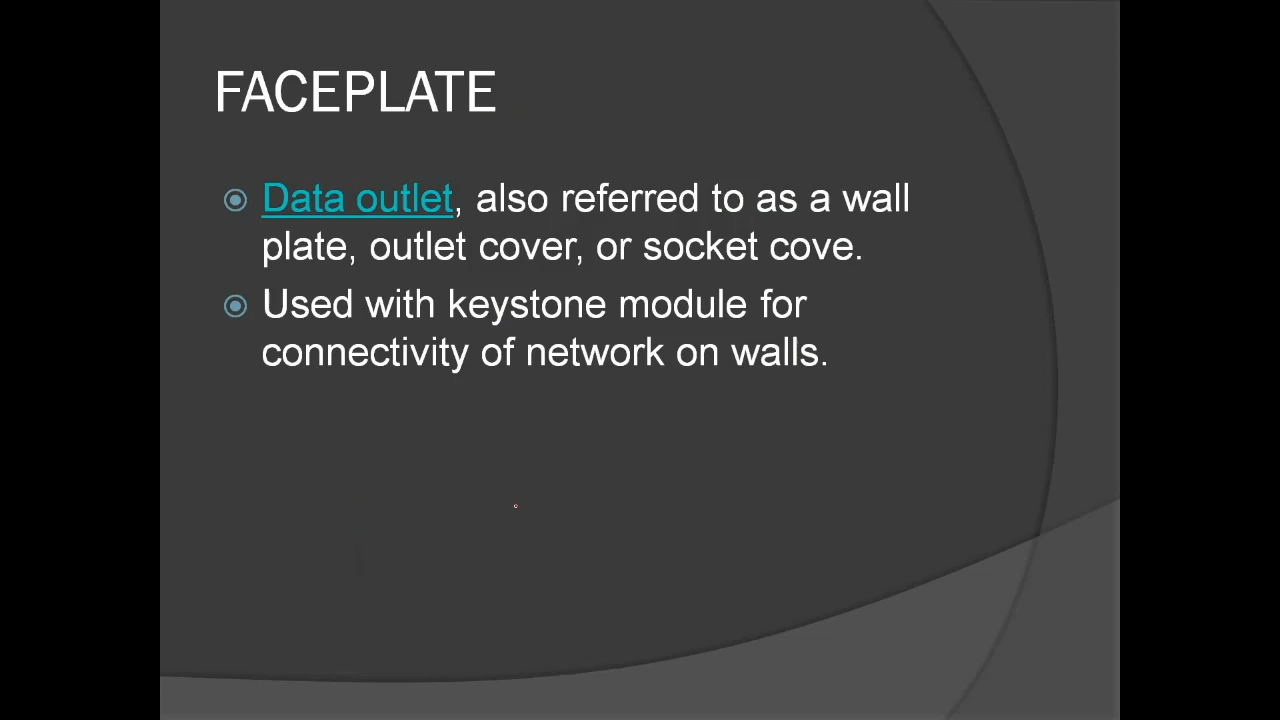 FACEPLATE
Data outlet, also referred to as a wall
plate, outlet cover, or socket cove.
Used with keystone module for
connectivity of network on walls.